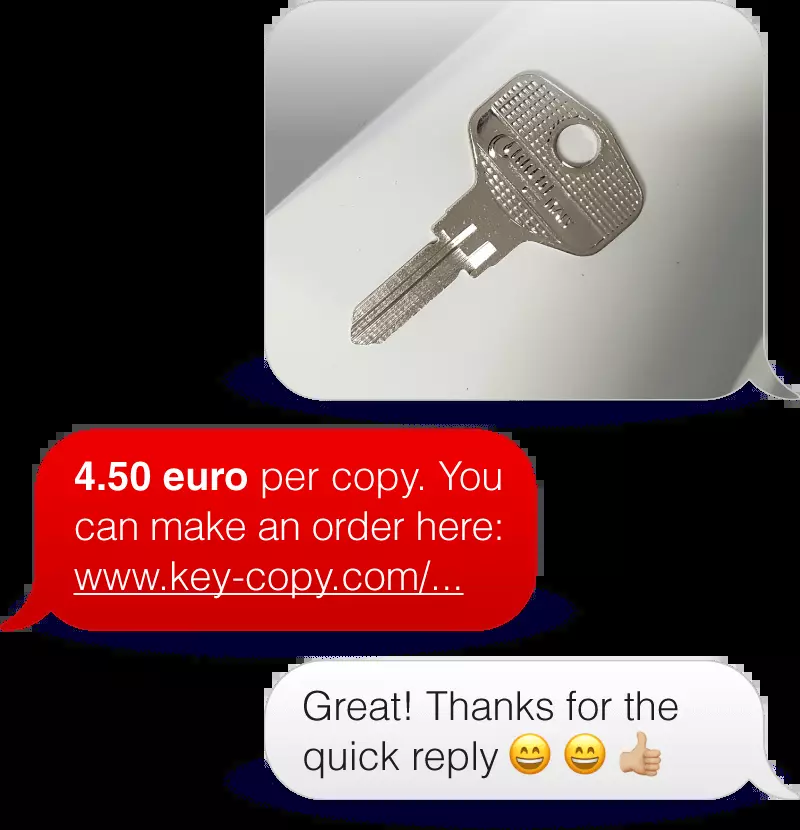 4.50 euro per copy. You
can make an order here:
www.key-copy.com/...
Great! Thanks for the
quick reply 😄 😄 👍🏼